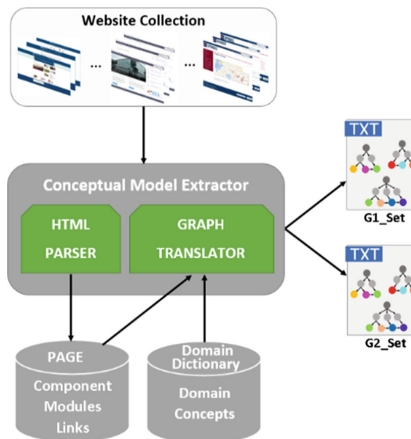 Website Collection
... ...
Conceptual Model Extractor
HTML
PARSER
GRAPH
TRANSLATOR
TXT
G1_Set
TXT
G2_Set
PAGE
Component
Modules
Links
Domain
Dictionary
Domain
Concepts